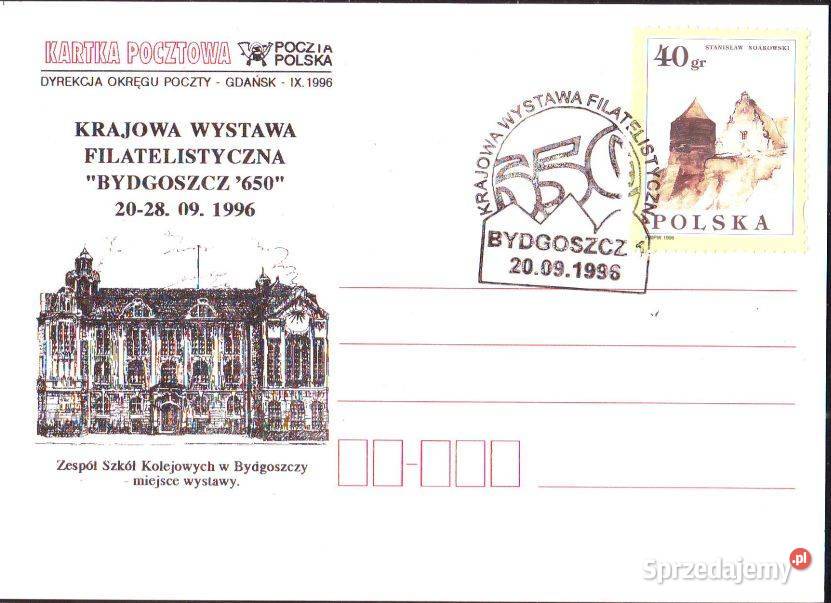 KARTKA POCZTOWA
POCZTA
POLSKA
DYREKCJA OKRĘGU POCZTY - GDAŃSK - IX.1996
KRAJOWA WYSTAWA
FILATELISTYCZNA
"BYDGOSZCZ '650"
20-28. 09. 1996
Zespół Szkół Kolejowych w Bydgoszczy
- miejsce wystawy.
KRAJOWA WYSTAWA FILATELISTYCZNA
650
BYDGOSZCZ
20.09.1996
STANISŁAW NOAKOWSKI
40 gr
POLSKA
1996
Sprzedajemy.pl